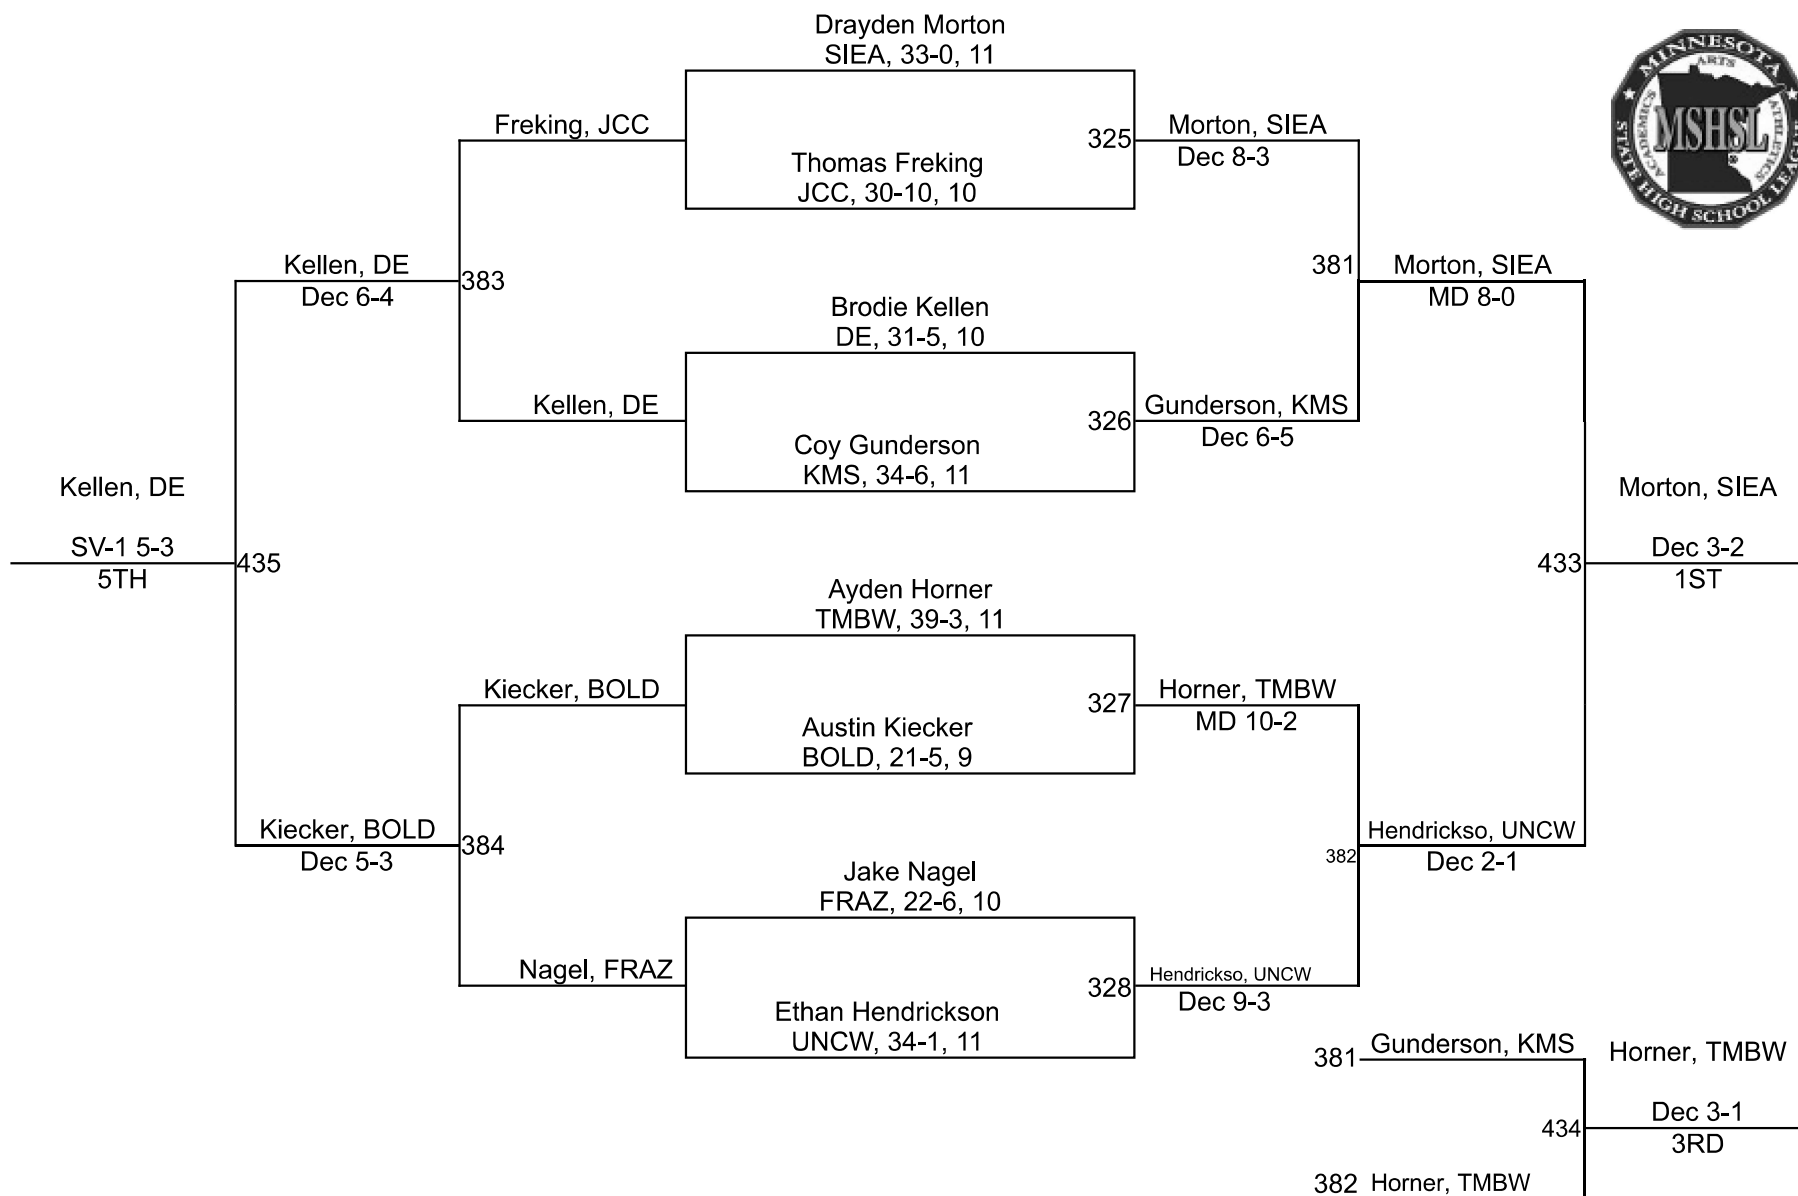 Drayden Morton
SIEA, 33-0, 11
MINNESOTA
STATE HIGH SCHOOL LEAGUE
ARTS
ACADEMICS
ATHLETICS
MSHSL
Freking, JCC
325
Morton, SIEA
Dec 8-3
Thomas Freking
JCC, 30-10, 10
Kellen, DE
Dec 6-4
383
381
Morton, SIEA
MD 8-0
Brodie Kellen
DE, 31-5, 10
Kellen, DE
326
Gunderson, KMS
Dec 6-5
Coy Gunderson
KMS, 34-6, 11
Kellen, DE
SV-1 5-3
5TH
435
433
Morton, SIEA
Dec 3-2
1ST
Ayden Horner
TMBW, 39-3, 11
Kiecker, BOLD
327
Horner, TMBW
MD 10-2
Austin Kiecker
BOLD, 21-5, 9
Kiecker, BOLD
Dec 5-3
384
382
Hendrickso, UNCW
Dec 2-1
Jake Nagel
FRAZ, 22-6, 10
Nagel, FRAZ
328
Hendrickso, UNCW
Dec 9-3
Ethan Hendrickson
UNCW, 34-1, 11
381 Gunderson, KMS
Horner, TMBW
434
Dec 3-1
3RD
382 Horner, TMBW